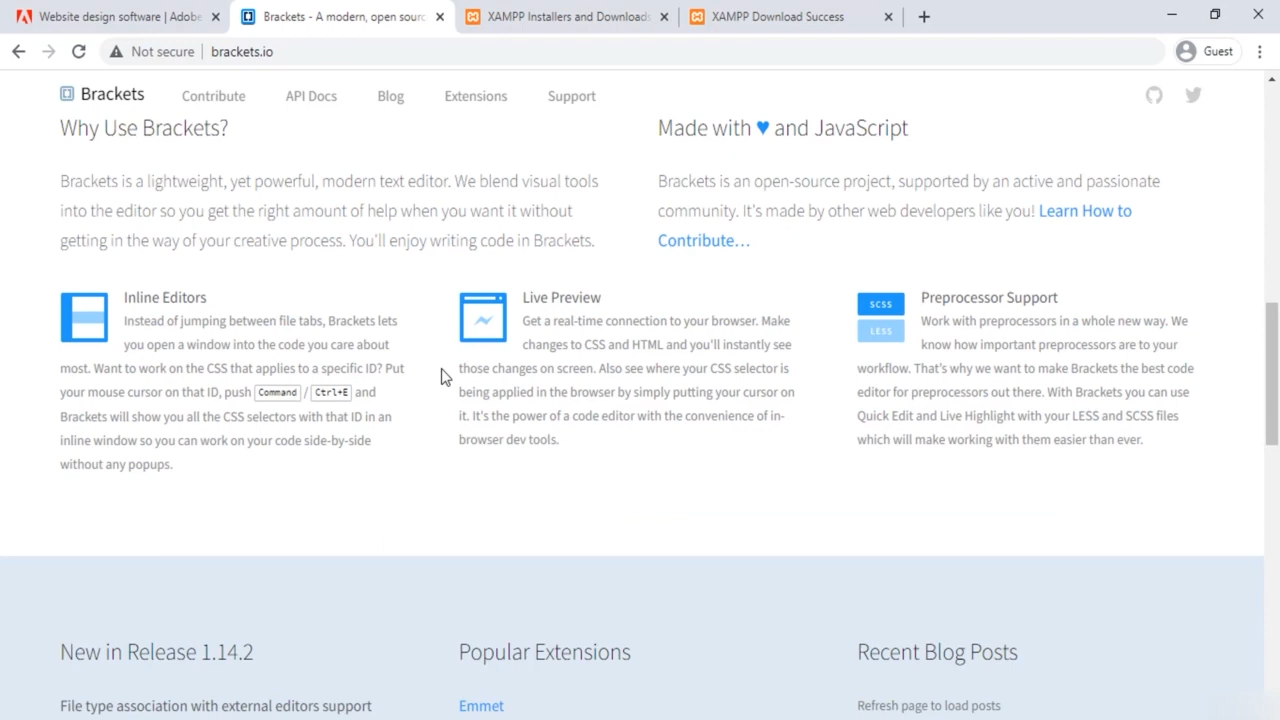 Website design software | Adobe
Brackets - A modern, open sourc
XAMPP Installers and Downloads
XAMPP Download Success
Not secure
brackets.io
Guest
Brackets
Contribute
API Docs
Blog
Extensions
Support
Why Use Brackets?
Brackets is a lightweight, yet powerful, modern text editor. We blend visual tools
into the editor so you get the right amount of help when you want it without
getting in the way of your creative process. You'll enjoy writing code in Brackets.
Made with ♥ and JavaScript
Brackets is an open-source project, supported by an active and passionate
community. It's made by other web developers like you! Learn How to
Contribute…
Inline Editors
Instead of jumping between file tabs, Brackets lets
you open a window into the code you care about
most. Want to work on the CSS that applies to a specific ID? Put
your mouse cursor on that ID, push Command / Ctrl+E and
Brackets will show you all the CSS selectors with that ID in an
inline window so you can work on your code side-by-side
without any popups.
Live Preview
Get a real-time connection to your browser. Make
changes to CSS and HTML and you'll instantly see
those changes on screen. Also see where your CSS selector is
being applied in the browser by simply putting your cursor on
it. It's the power of a code editor with the convenience of in-
browser dev tools.
SCSS
LESS
Preprocessor Support
Work with preprocessors in a whole new way. We
know how important preprocessors are to your
workflow. That's why we want to make Brackets the best code
editor for preprocessors out there. With Brackets you can use
Quick Edit and Live Highlight with your LESS and SCSS files
which will make working with them easier than ever.
New in Release 1.14.2
File type association with external editors support
Popular Extensions
Emmet
Recent Blog Posts
Refresh page to load posts